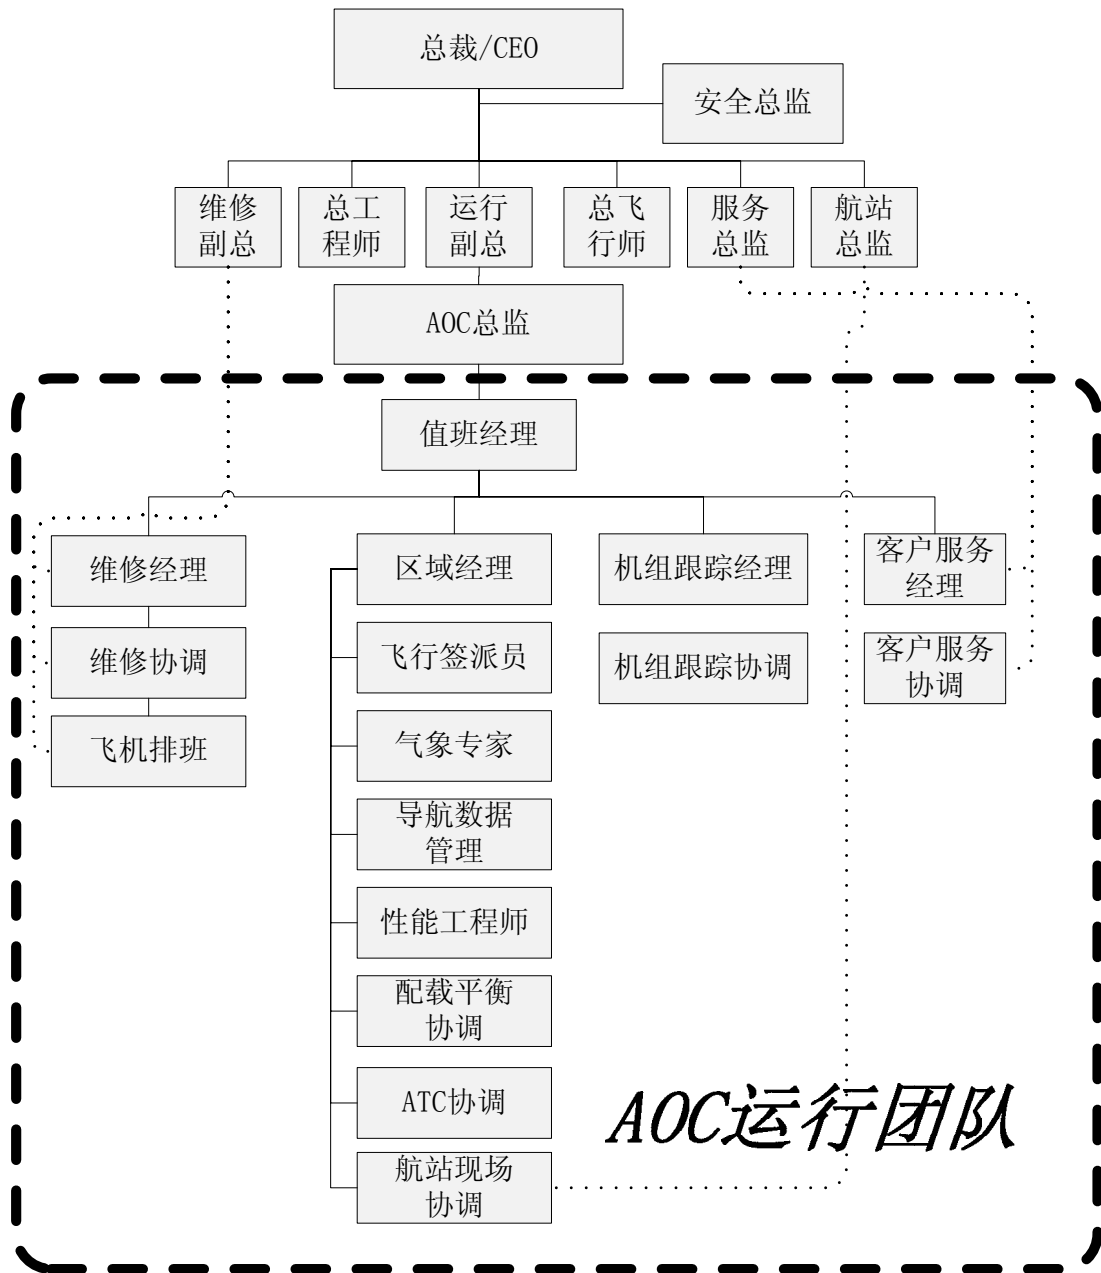 总裁/CEO
安全总监
维修
副总
总工
程师
运行
副总
总飞
行师
服务
总监
航站
总监
AOC总监
值班经理
维修经理
区域经理
机组跟踪经理
客户服务
经理
维修协调
飞行签派员
机组跟踪协调
客户服务
协调
飞机排班
气象专家
导航数据
管理
性能工程师
配载平衡
协调
ATC协调
航站现场
协调
AOC运行团队